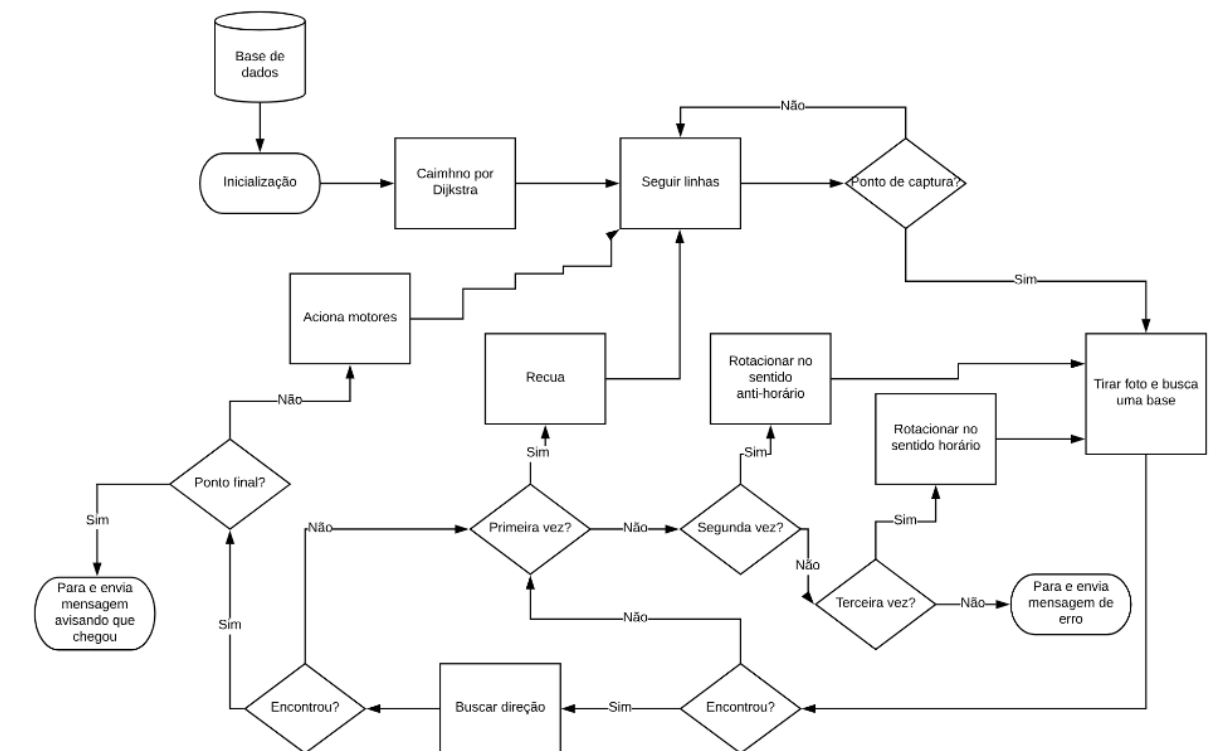 Base de
dados
Não
Inicialização
Caimhno por
Dijkstra
Seguir linhas
Ponto de captura?
Sim
Aciona motores
Recua
Rotacionar no
sentido
anti-horário
Tirar foto e busca
uma base
Não
Rotacionar no
sentido horário
Sim
Sim
Ponto final?
Sim
Sim
Não
Primeira vez?
Não
Segunda vez?
Não
Para e envia
mensagem
avisando que
chegou
Terceira vez?
Não
Para e envia
mensagem de
erro
Sim
Não
Encontrou?
Buscar direção
Sim
Encontrou?